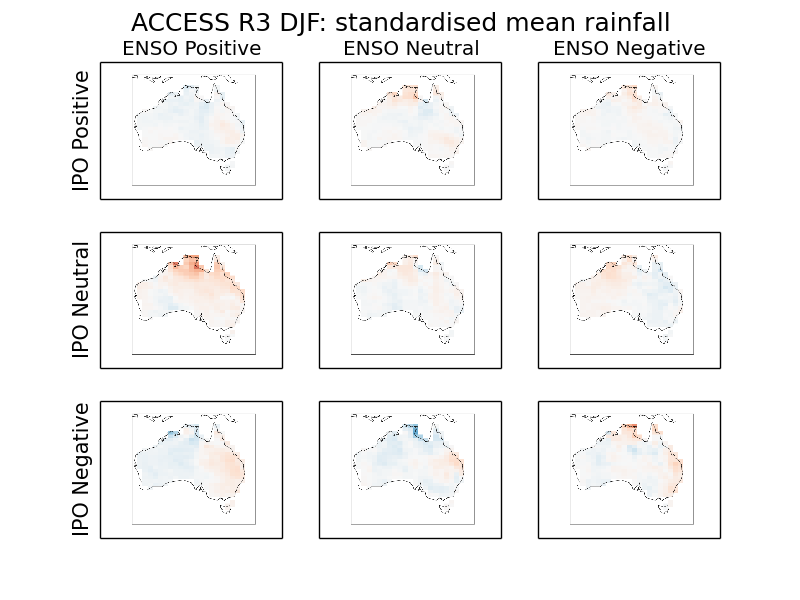 ACCESS R3 DJF: standardised mean rainfall
ENSO Positive
ENSO Neutral
ENSO Negative
IPO Positive
IPO Neutral
IPO Negative